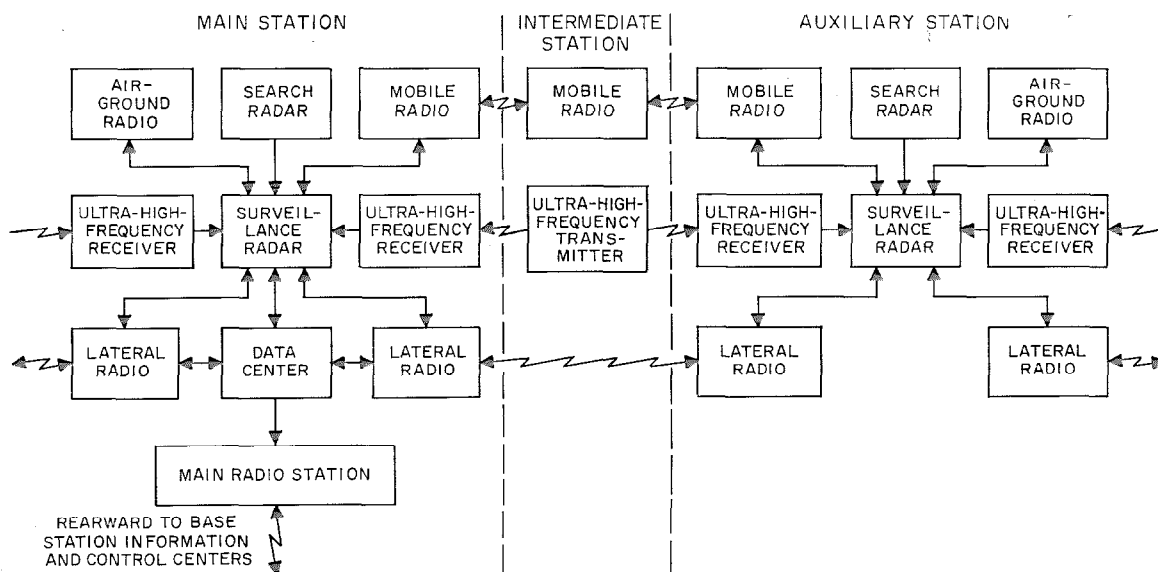 MAIN STATION
INTERMEDIATE
STATION
AUXILIARY STATION
AIR-
GROUND
RADIO
SEARCH
RADAR
MOBILE
RADIO
MOBILE
RADIO
MOBILE
RADIO
SEARCH
RADAR
AIR-
GROUND
RADIO
ULTRA-HIGH-
FREQUENCY
RECEIVER
SURVEIL-
LANCE
RADAR
ULTRA-HIGH-
FREQUENCY
RECEIVER
ULTRA-HIGH-
FREQUENCY
TRANS-
MITTER
ULTRA-HIGH-
FREQUENCY
RECEIVER
SURVEIL-
LANCE
RADAR
ULTRA-HIGH-
FREQUENCY
RECEIVER
LATERAL
RADIO
DATA
CENTER
LATERAL
RADIO
LATERAL
RADIO
LATERAL
RADIO
MAIN RADIO STATION
REARWARD TO BASE
STATION INFORMATION
AND CONTROL CENTERS